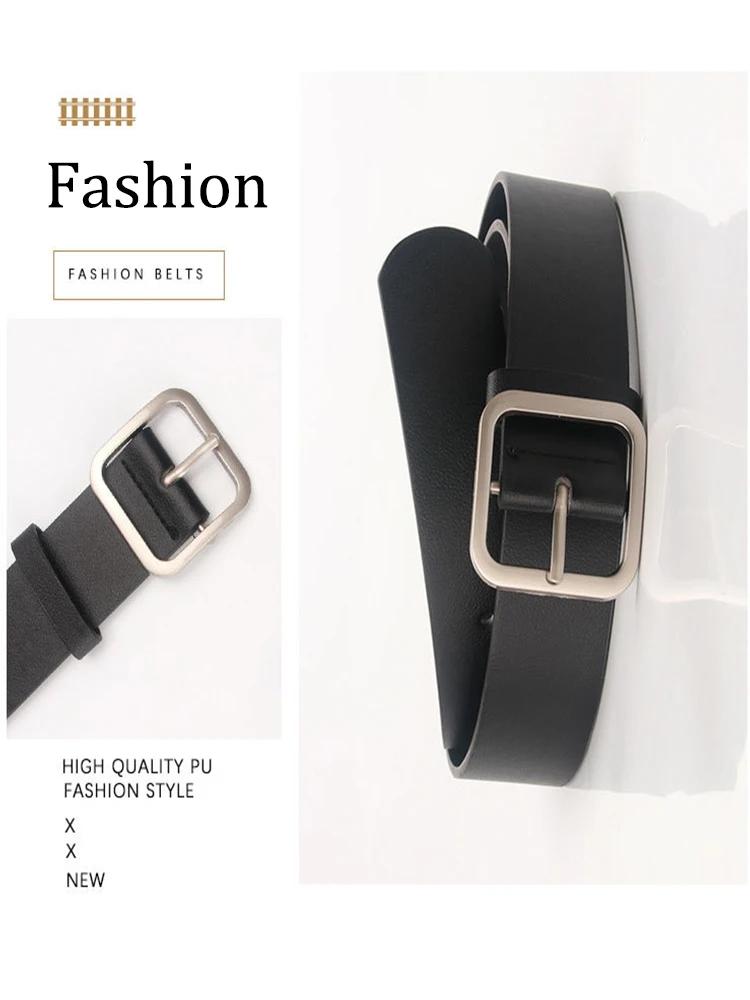 Fashion
FASHION BELTS
HIGH QUALITY PU
FASHION STYLE
X
X
NEW